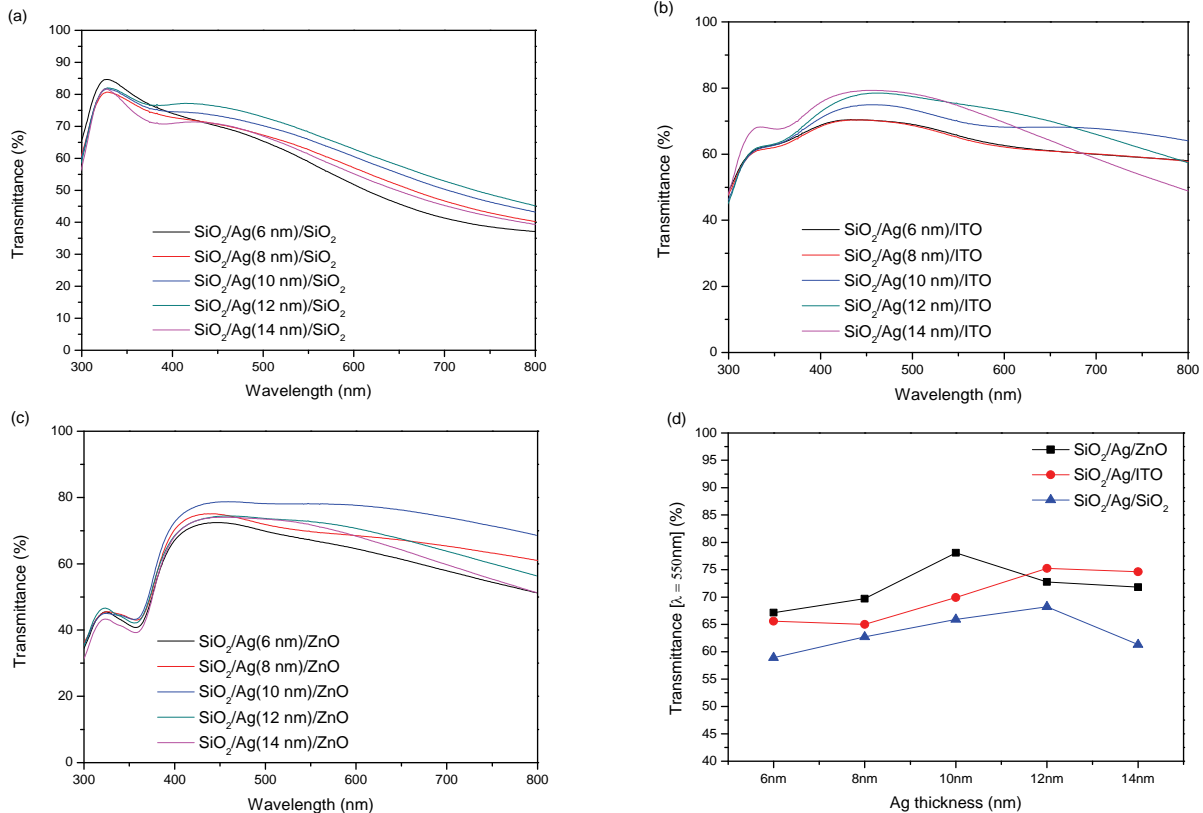 (a)
Transmittance (%)
100
90
80
70
60
50
40
30
20
10
0
SiO₂/Ag(6 nm)/SiO₂
SiO₂/Ag(8 nm)/SiO₂
SiO₂/Ag(10 nm)/SiO₂
SiO₂/Ag(12 nm)/SiO₂
SiO₂/Ag(14 nm)/SiO₂
300 400 500 600 700 800
Wavelength (nm)
(b)
Transmittance (%)
100
80
60
40
20
0
SiO₂/Ag(6 nm)/ITO
SiO₂/Ag(8 nm)/ITO
SiO₂/Ag(10 nm)/ITO
SiO₂/Ag(12 nm)/ITO
SiO₂/Ag(14 nm)/ITO
300 400 500 600 700 800
Wavelength (nm)
(c)
Transmittance (%)
100
80
60
40
20
0
SiO₂/Ag(6 nm)/ZnO
SiO₂/Ag(8 nm)/ZnO
SiO₂/Ag(10 nm)/ZnO
SiO₂/Ag(12 nm)/ZnO
SiO₂/Ag(14 nm)/ZnO
300 400 500 600 700 800
Wavelength (nm)
(d)
Transmittance [λ = 550nm] (%)
100
95
90
85
80
75
70
65
60
55
50
45
40
SiO₂/Ag/ZnO
SiO₂/Ag/ITO
SiO₂/Ag/SiO₂
6nm 8nm 10nm 12nm 14nm
Ag thickness (nm)